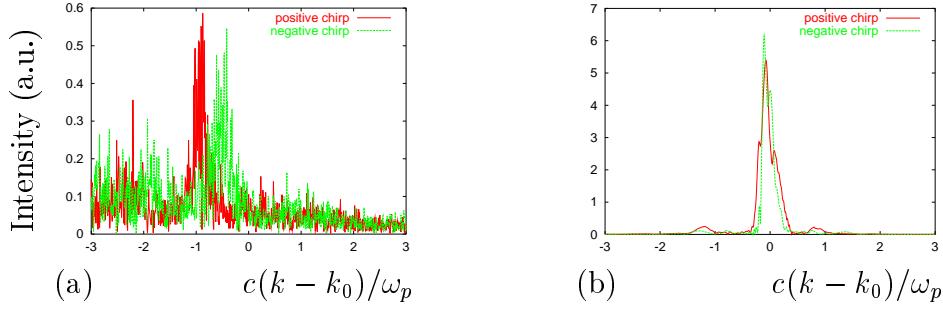 positive chirp
negative chirp
0.6
0.5
0.4
0.3
0.2
0.1
0
-3 -2 -1 0 1 2 3
Intensity (a.u.)
(a) c(k − k₀)/ωₚ
positive chirp
negative chirp
7
6
5
4
3
2
1
0
-3 -2 -1 0 1 2 3
(b) c(k − k₀)/ωₚ